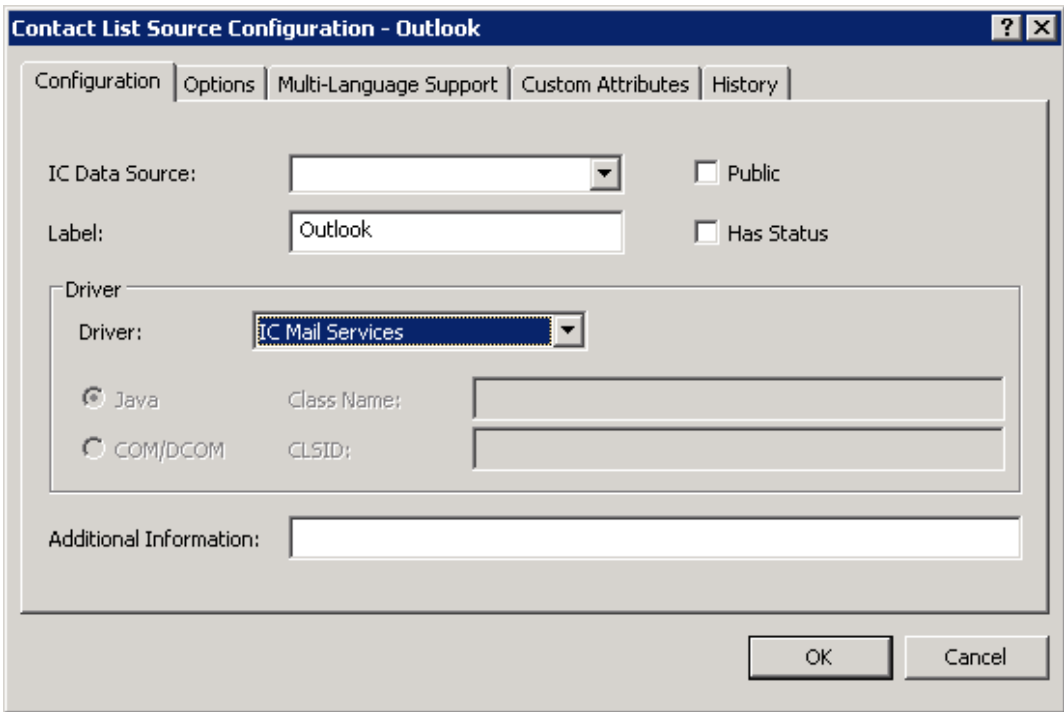 Contact List Source Configuration - Outlook
Configuration Options Multi-Language Support Custom Attributes History
IC Data Source: Public
Label: Outlook Has Status
Driver
Driver: IC Mail Services
Java Class Name:
COM/DCOM CLSID:
Additional Information:
OK Cancel